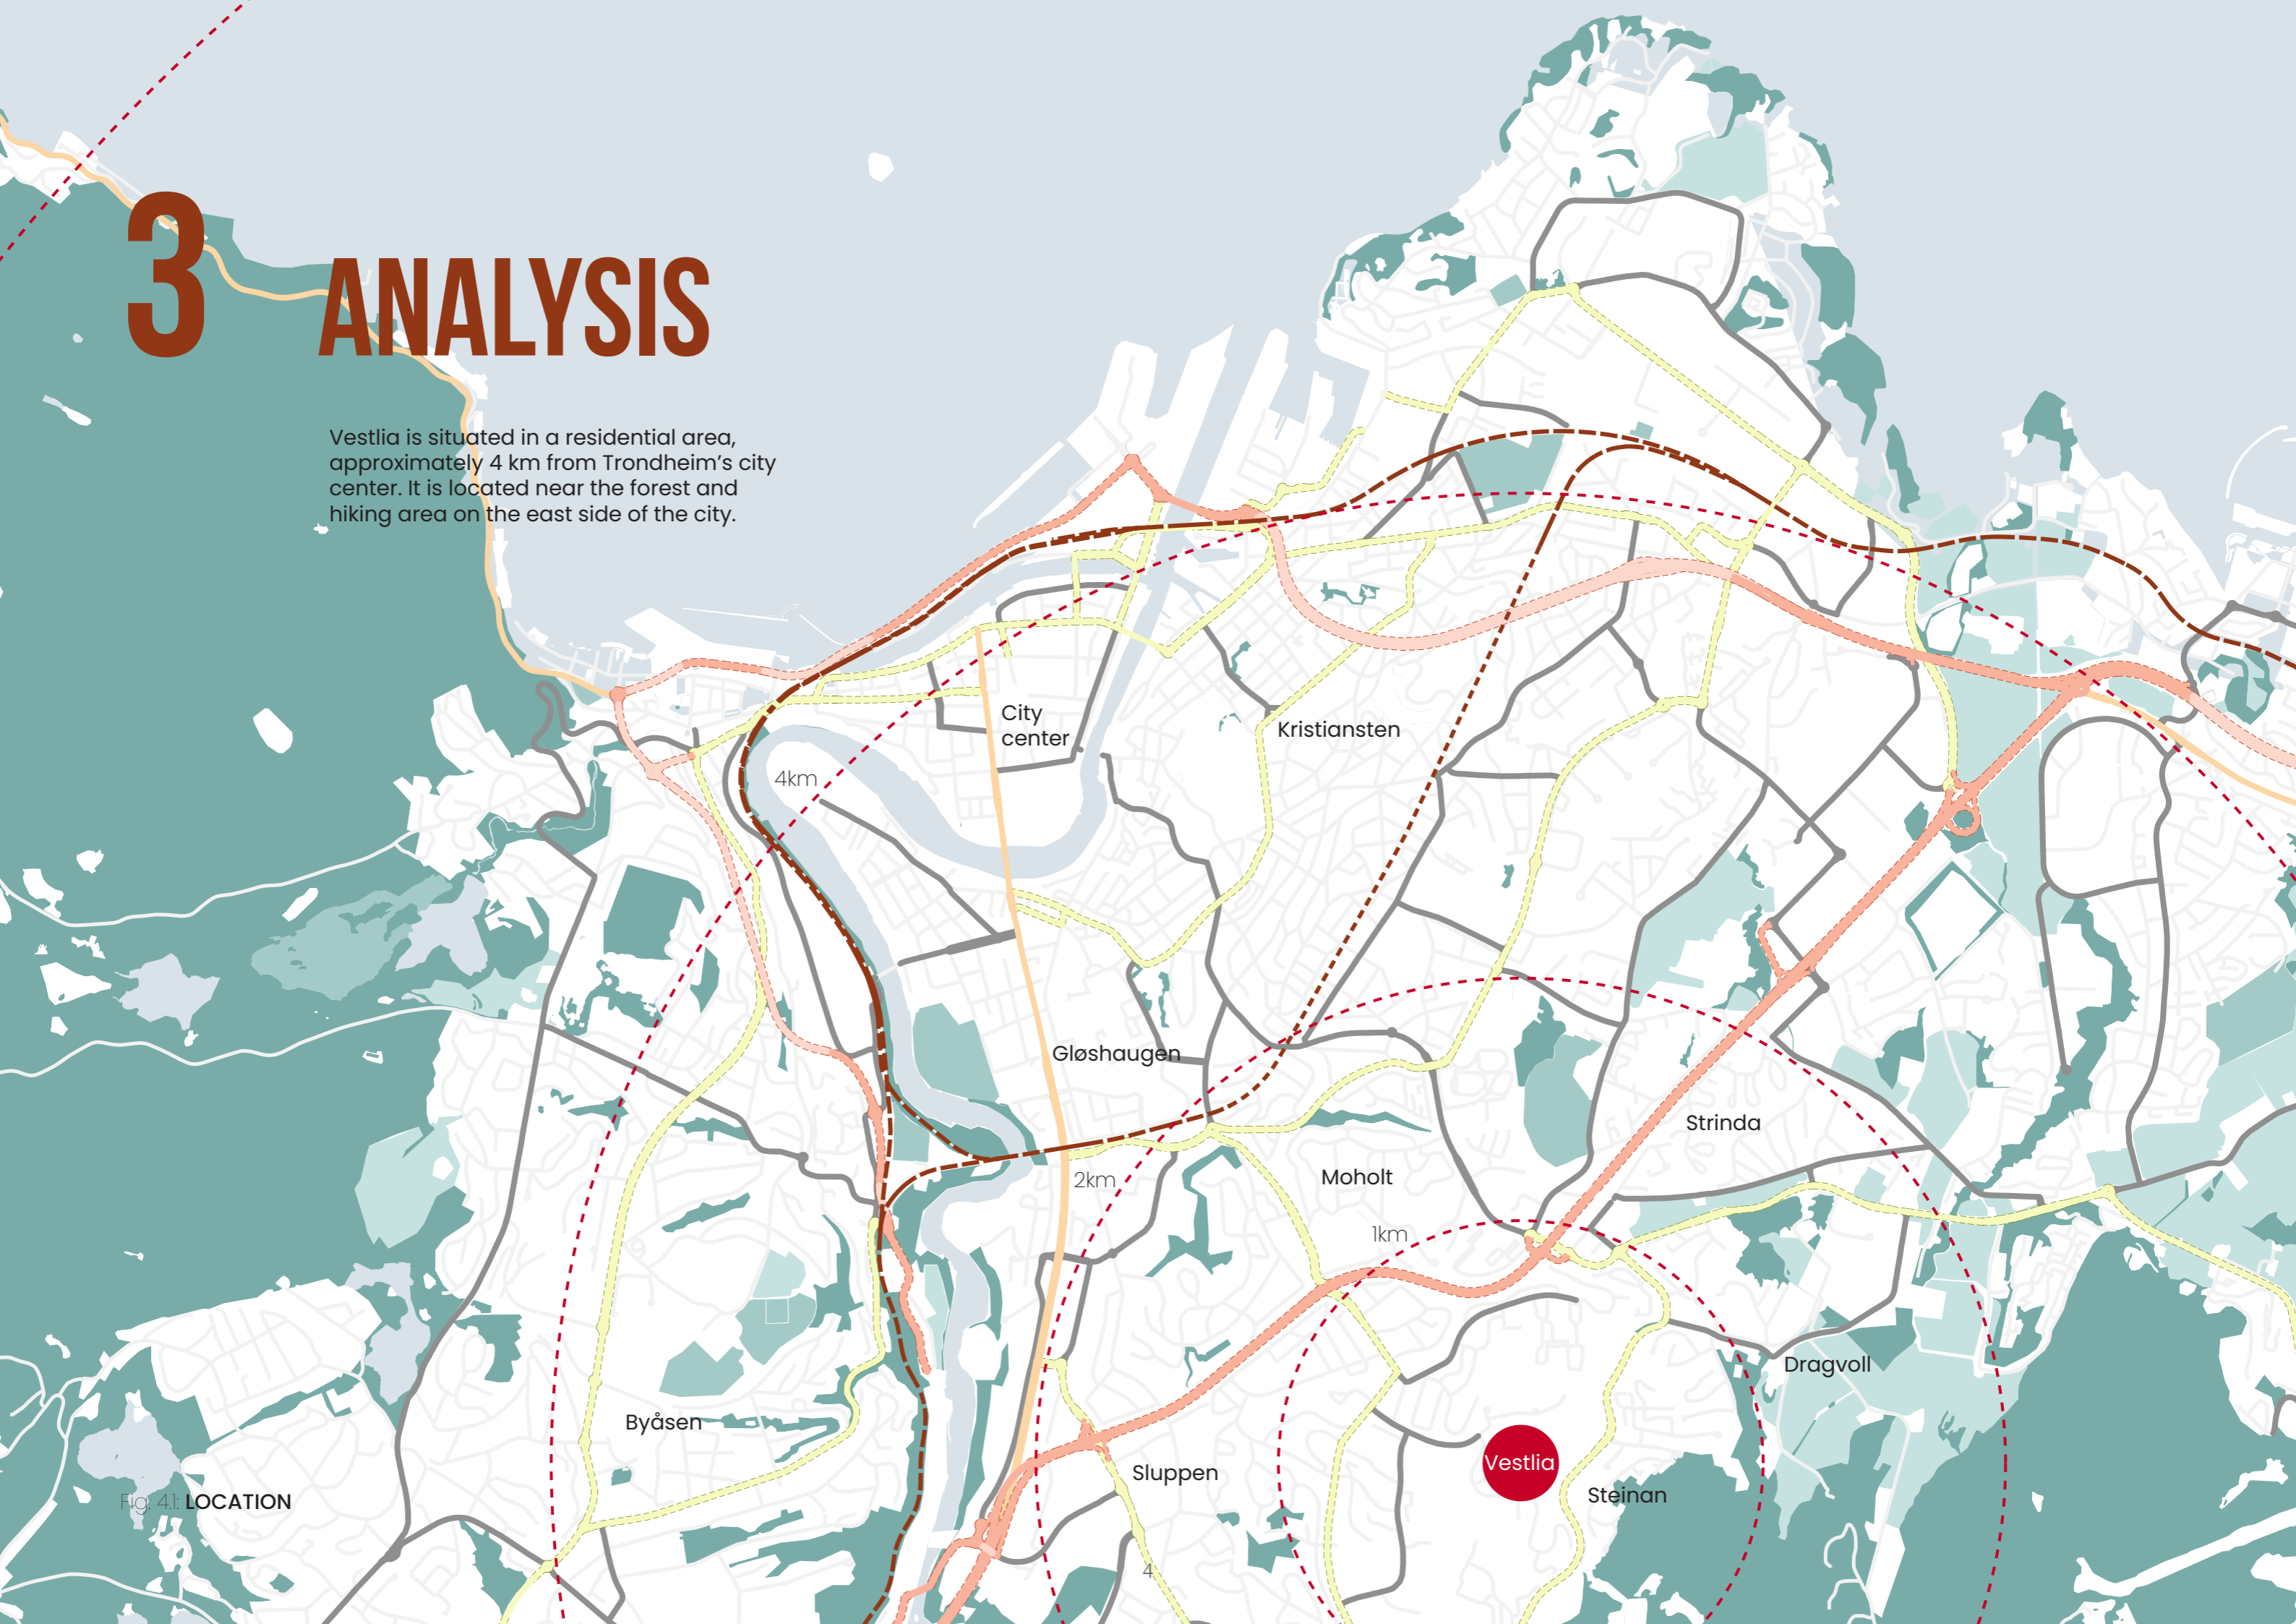 3 ANALYSIS
Vestlia is situated in a residential area,
approximately 4 km from Trondheim’s city
center. It is located near the forest and
hiking area on the east side of the city.
City
center
Kristiansten
4km
Gløshaugen
Strinda
Moholt
2km
1km
Dragvoll
Byåsen
Vestlia
Sluppen
Steinan
Fig. 4.1: LOCATION
4